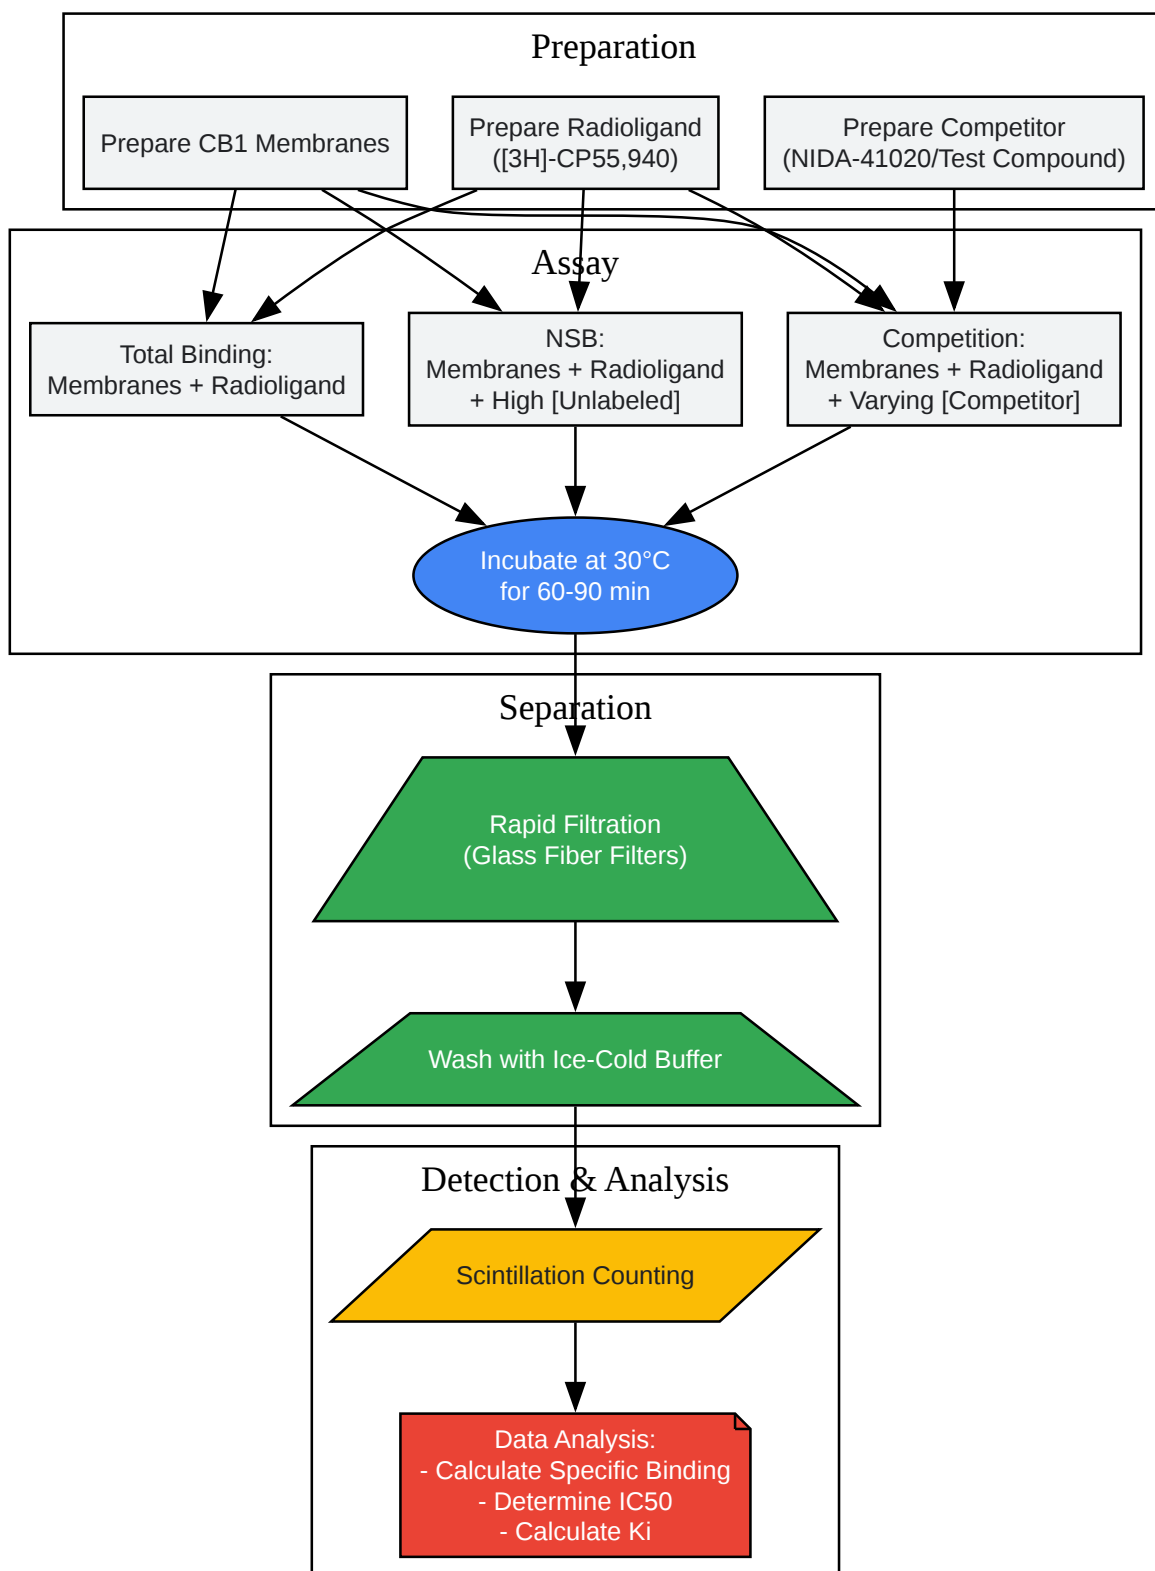 Preparation
Prepare CB1 Membranes
Prepare Radioligand
([3H]-CP55,940)
Prepare Competitor
(NIDA-41020/Test Compound)
Assay
Total Binding:
Membranes + Radioligand
NSB:
Membranes + Radioligand
+ High [Unlabeled]
Competition:
Membranes + Radioligand
+ Varying [Competitor]
Incubate at 30°C
for 60-90 min
Separation
Rapid Filtration
(Glass Fiber Filters)
Wash with Ice-Cold Buffer
Detection & Analysis
Scintillation Counting
Data Analysis:
- Calculate Specific Binding
- Determine IC50
- Calculate Ki